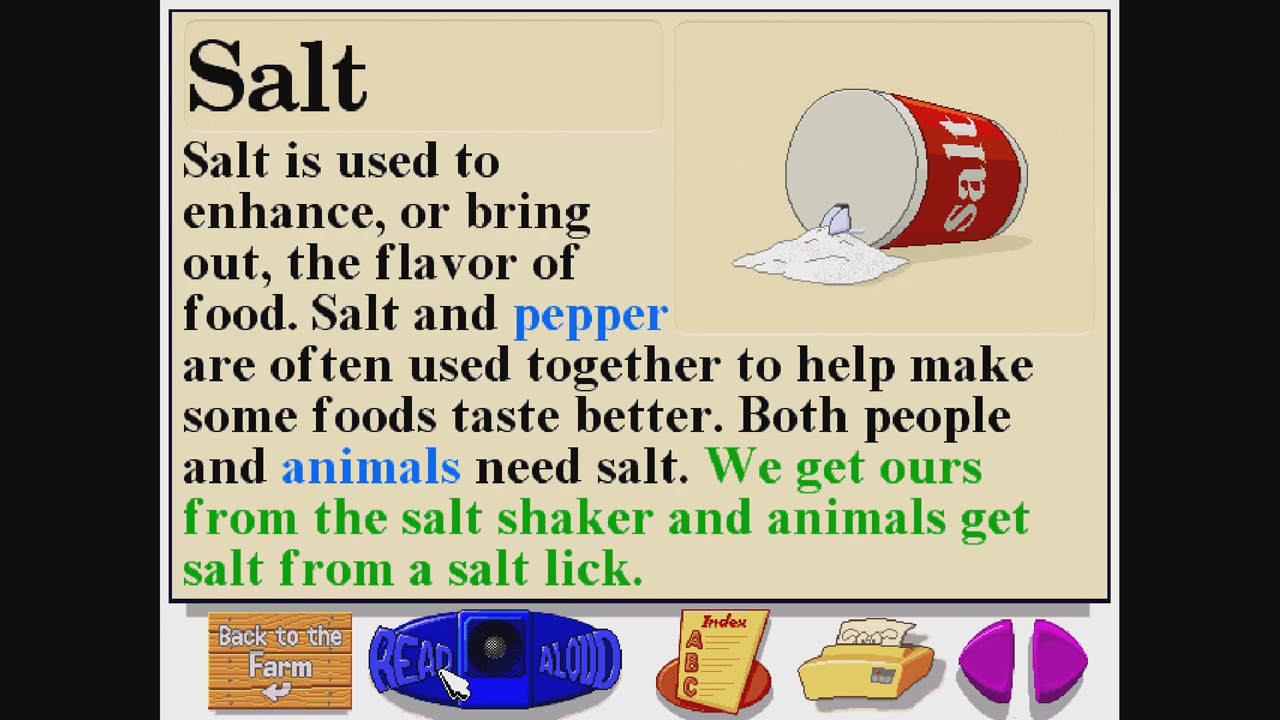 Salt
Salt is used to
enhance, or bring
out, the flavor of
food. Salt and pepper
are often used together to help make
some foods taste better. Both people
and animals need salt. We get ours
from the salt shaker and animals get
salt from a salt lick.
Salt
Back to the
Farm
READ ALOUD
Index
A
B
C